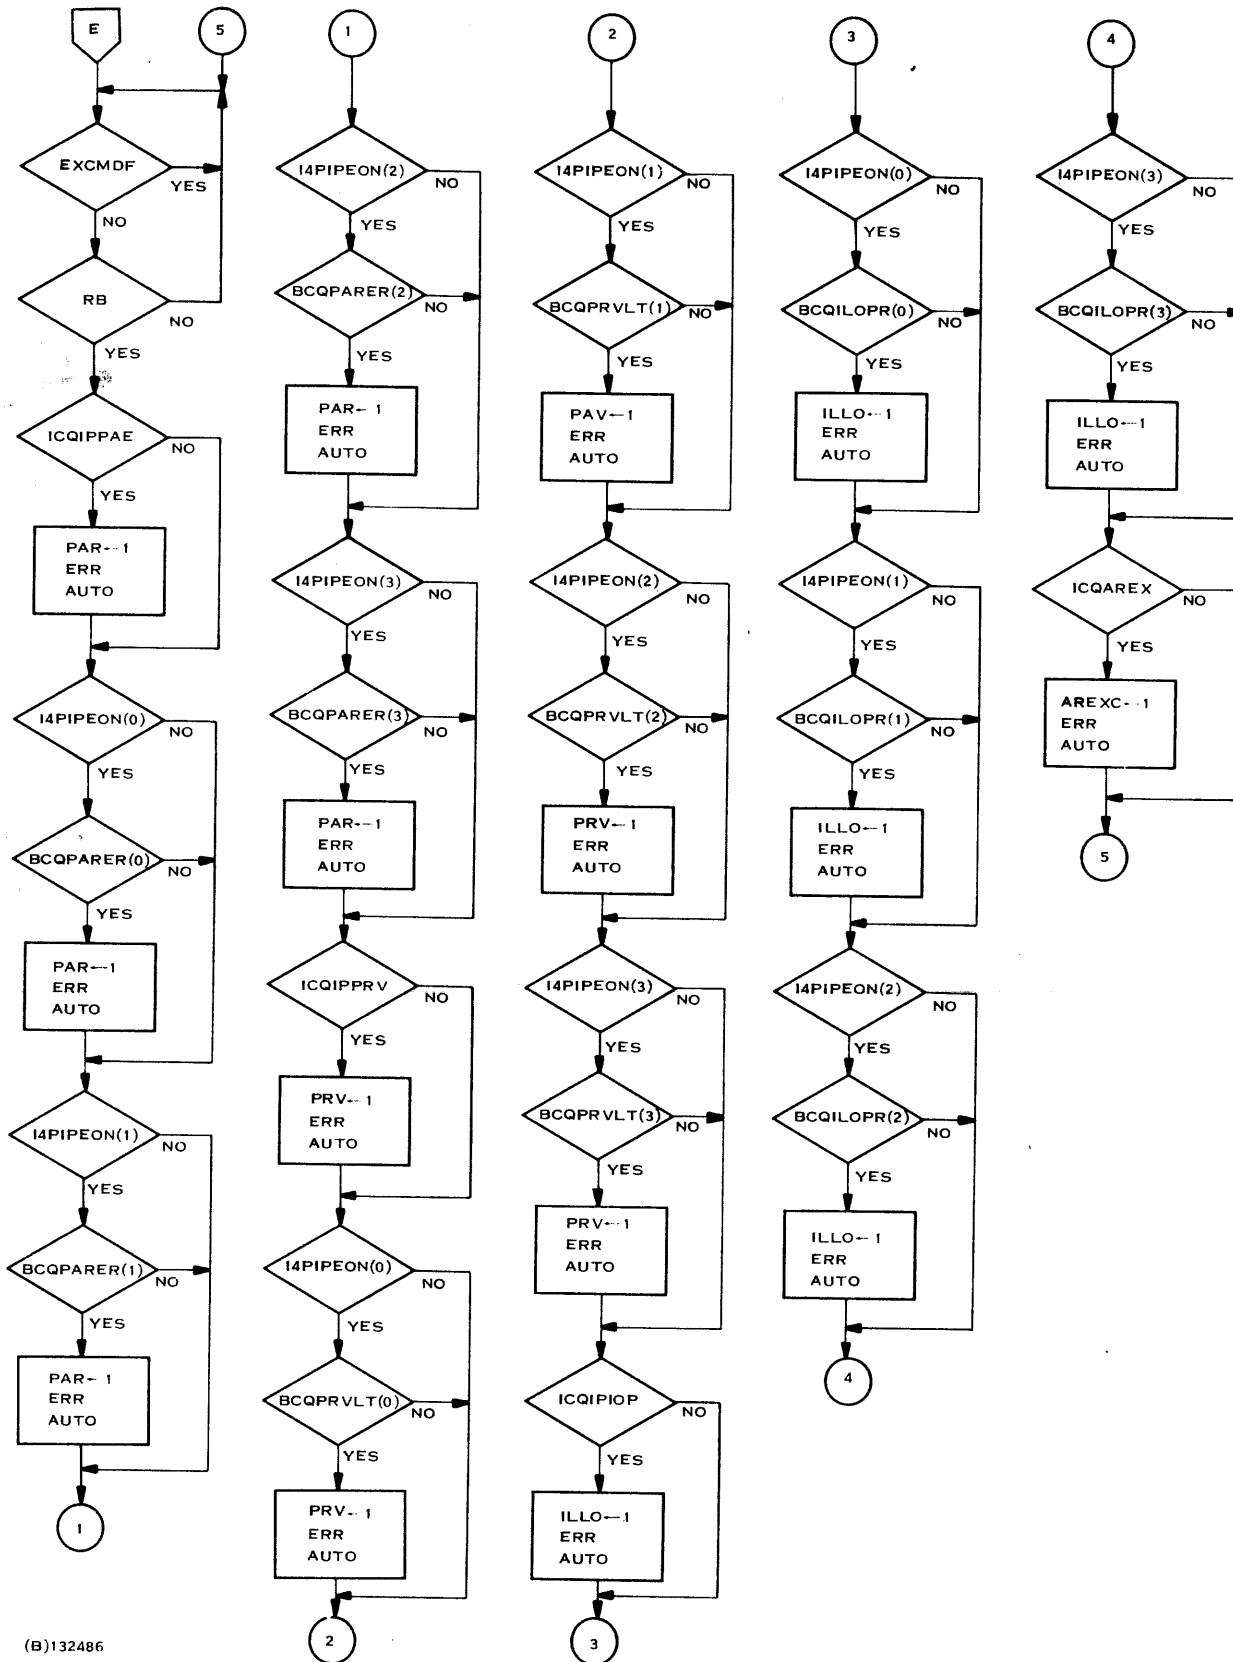 E
5
EXCMDF
YES
NO
RB
NO
YES
ICQIPPAE
NO
YES
PAR←1
ERR
AUTO
I4PIPEON(0)
NO
YES
BCQPARER(0)
NO
YES
PAR←1
ERR
AUTO
I4PIPEON(1)
NO
YES
BCQPARER(1)
NO
YES
PAR←1
ERR
AUTO
1
1
I4PIPEON(2)
NO
YES
BCQPARER(2)
NO
YES
PAR←1
ERR
AUTO
I4PIPEON(3)
NO
YES
BCQPARER(3)
NO
YES
PAR←1
ERR
AUTO
ICQIPPRV
NO
YES
PRV←1
ERR
AUTO
I4PIPEON(0)
NO
YES
BCQPRVLT(0)
NO
YES
PRV←1
ERR
AUTO
2
2
I4PIPEON(1)
NO
YES
BCQPRVLT(1)
NO
YES
PAV←1
ERR
AUTO
I4PIPEON(2)
NO
YES
BCQPRVLT(2)
NO
YES
PRV←1
ERR
AUTO
I4PIPEON(3)
NO
YES
BCQPRVLT(3)
NO
YES
PRV←1
ERR
AUTO
ICQIPIOP
NO
YES
ILLO←1
ERR
AUTO
3
3
I4PIPEON(0)
NO
YES
BCQILOPR(0)
NO
YES
ILLO←1
ERR
AUTO
I4PIPEON(1)
NO
YES
BCQILOPR(1)
NO
YES
ILLO←1
ERR
AUTO
I4PIPEON(2)
NO
YES
BCQILOPR(2)
NO
YES
ILLO←1
ERR
AUTO
4
4
I4PIPEON(3)
NO
YES
BCQILOPR(3)
NO
YES
ILLO←1
ERR
AUTO
ICQAREX
NO
YES
AREXC←1
ERR
AUTO
5
(B)132486